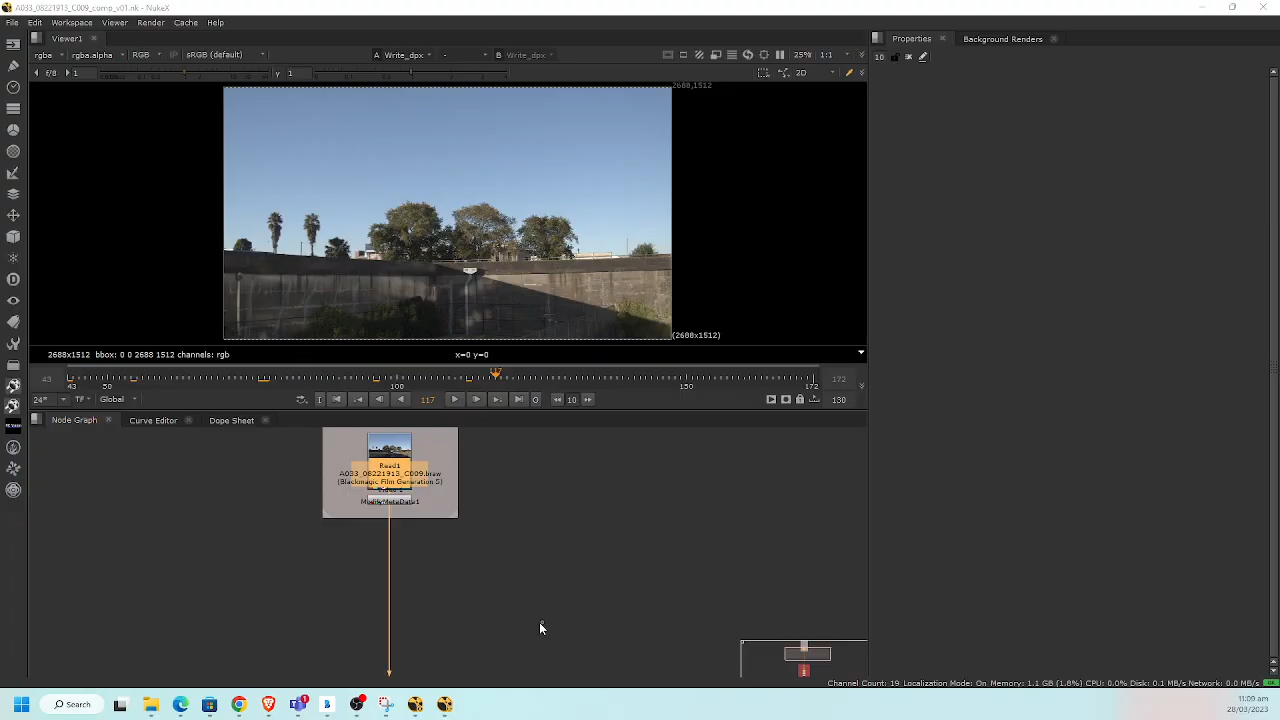 A033_08221913_C009_comp_v01.nk - NukeX
File Edit Workspace Viewer Render Cache Help
Viewer1
Properties Background Renders
rgba rgba.alpha RGB IP sRGB (default) A Write_dpx - B Write_dpx 25% 1:1
10
f/8 1 y 1 2D
2688,1512
(2688x1512)
2688x1512 bbox: 0 0 2688 1512 channels: rgb x=0 y=0
43 43 50 100 117 150 172 172
24* TF Global I 117 O 10 130
Node Graph Curve Editor Dope Sheet
Read1
A033_08221913_C009.braw
(Blackmagic Film Generation 5)
ModifyMetaData1
Channel Count: 19 Localization Mode: On Memory: 1.1 GB (1.8%) CPU: 0.0% Disk: 0.1 MB/s Network: 0.0 MB/s
Search
1
11:09 am
28/03/2023